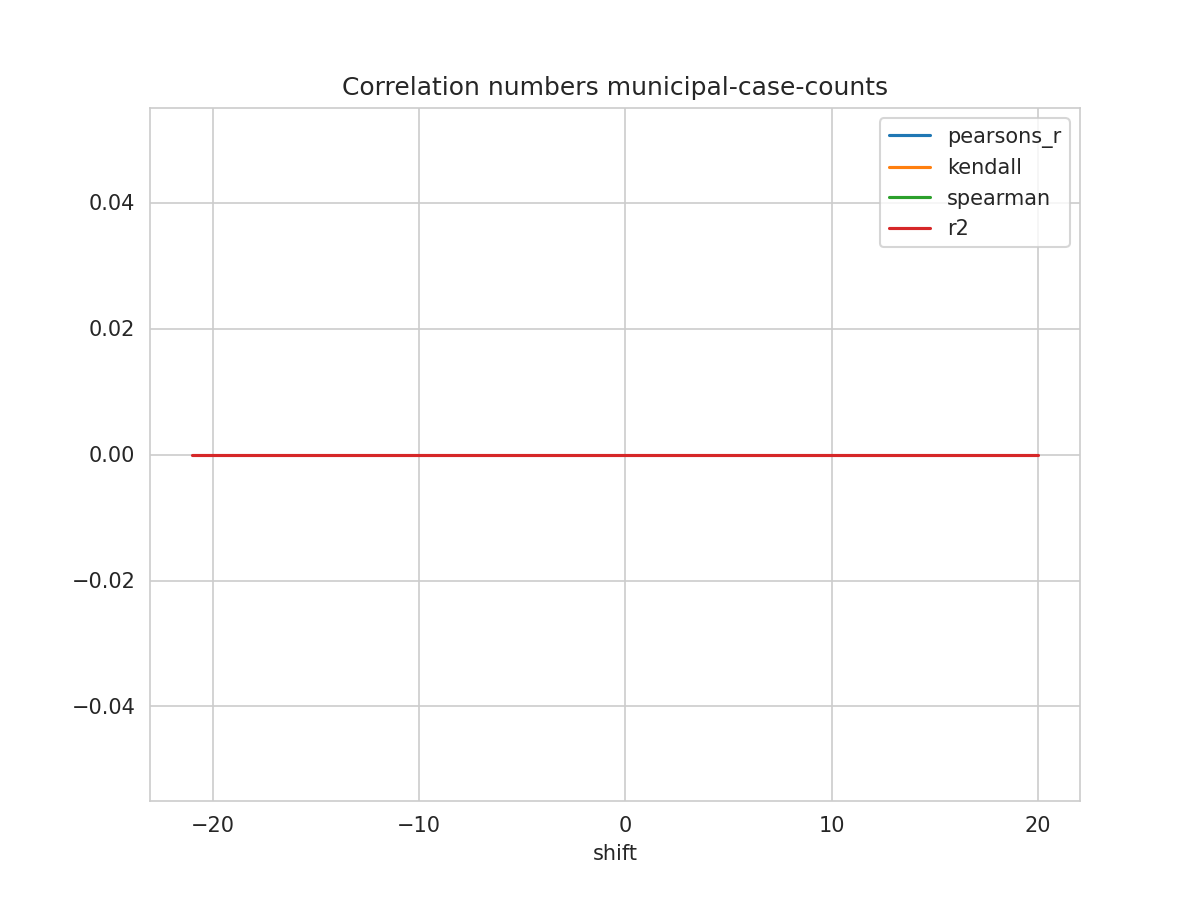 Correlation numbers municipal-case-counts
pearsons_r
kendall
spearman
r2
0.04
0.02
0.00
−0.02
−0.04
−20
−10
0
10
20
shift